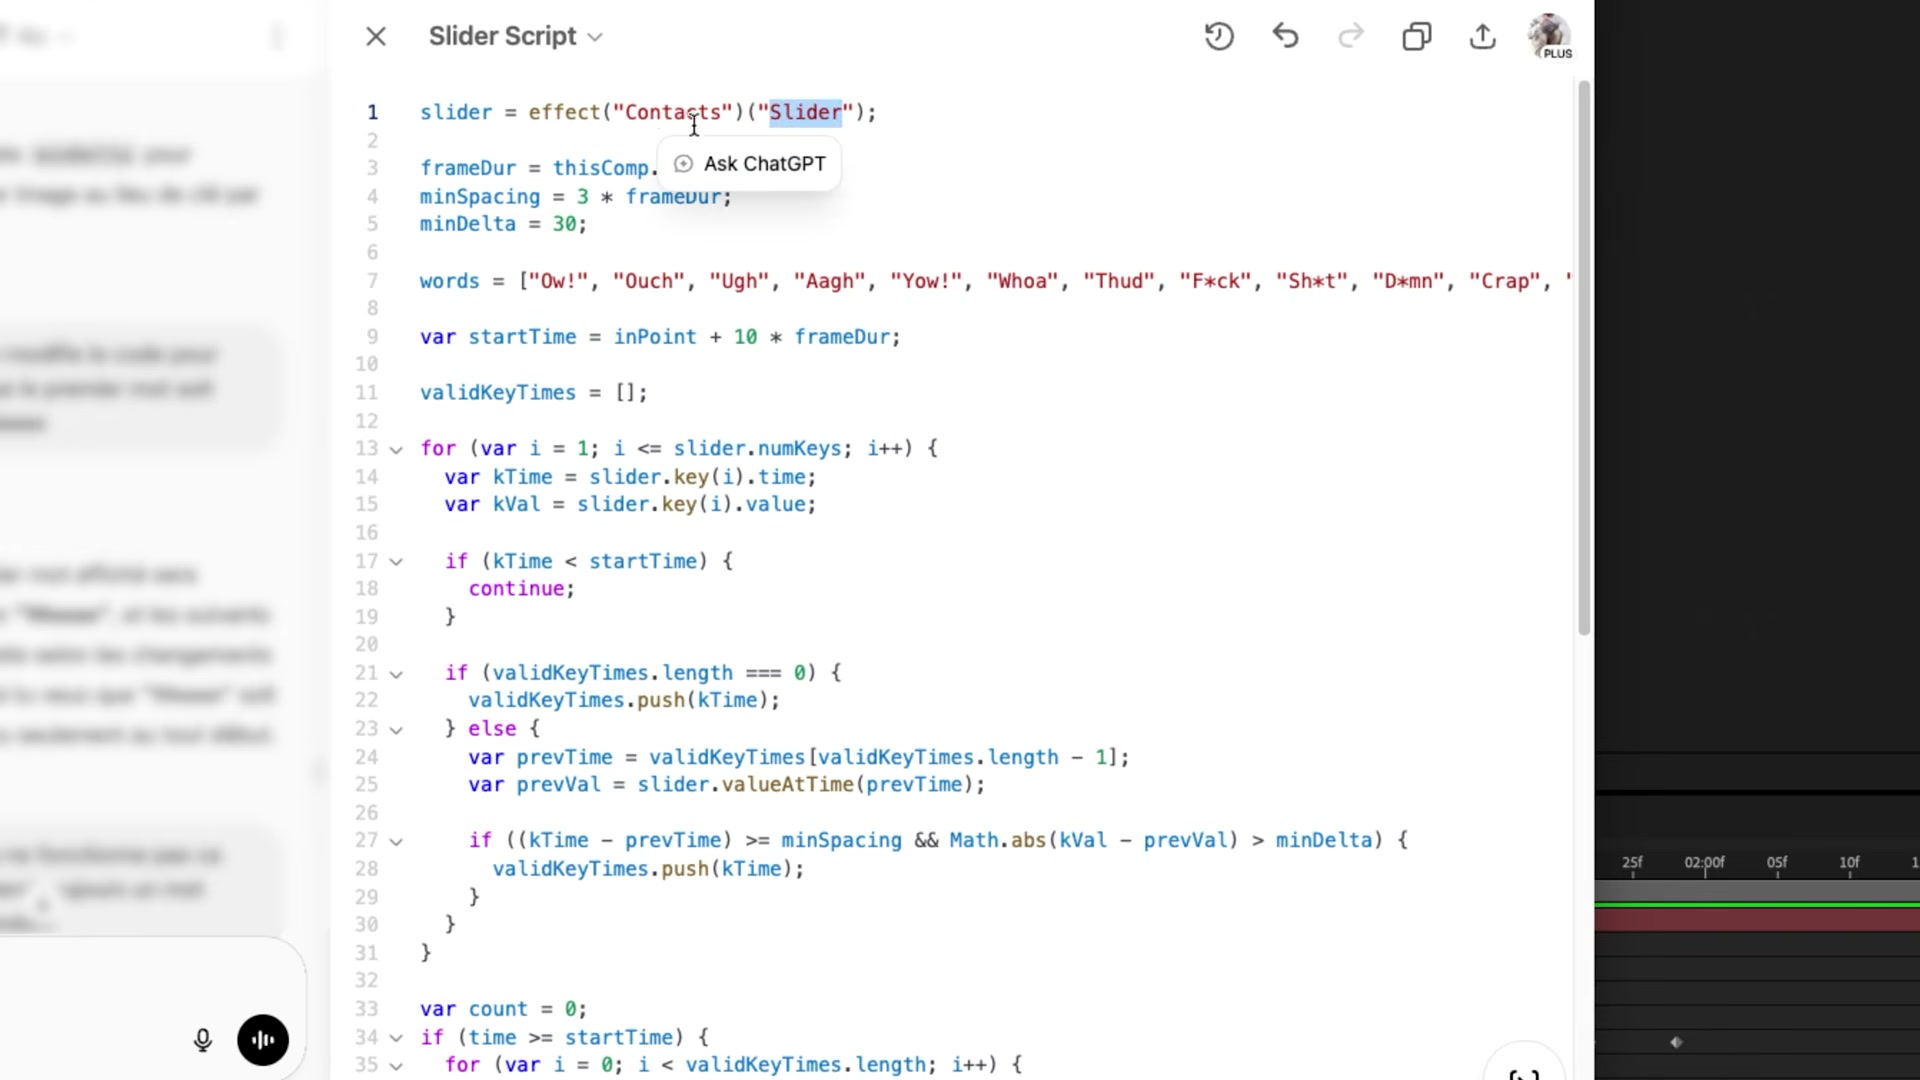 Slider Script
PLUS
1 slider = effect("Contacts")("Slider");
2
Ask ChatGPT
3 frameDur = thisComp.
4 minSpacing = 3 * frameDur;
5 minDelta = 30;
6
7 words = ["Ow!", "Ouch", "Ugh", "Aagh", "Yow!", "Whoa", "Thud", "F*ck", "Sh*t", "D*mn", "Crap", "
8
9 var startTime = inPoint + 10 * frameDur;
10
11 validKeyTimes = [];
12
13 for (var i = 1; i <= slider.numKeys; i++) {
14 var kTime = slider.key(i).time;
15 var kVal = slider.key(i).value;
16
17 if (kTime < startTime) {
18 continue;
19 }
20
21 if (validKeyTimes.length === 0) {
22 validKeyTimes.push(kTime);
23 } else {
24 var prevTime = validKeyTimes[validKeyTimes.length - 1];
25 var prevVal = slider.valueAtTime(prevTime);
26
27 if ((kTime - prevTime) >= minSpacing && Math.abs(kVal - prevVal) > minDelta) {
28 validKeyTimes.push(kTime);
29 }
30 }
31 }
32
33 var count = 0;
34 if (time >= startTime) {
35 for (var i = 0; i < validKeyTimes.length; i++) {
25f 02:00f 05f 10f